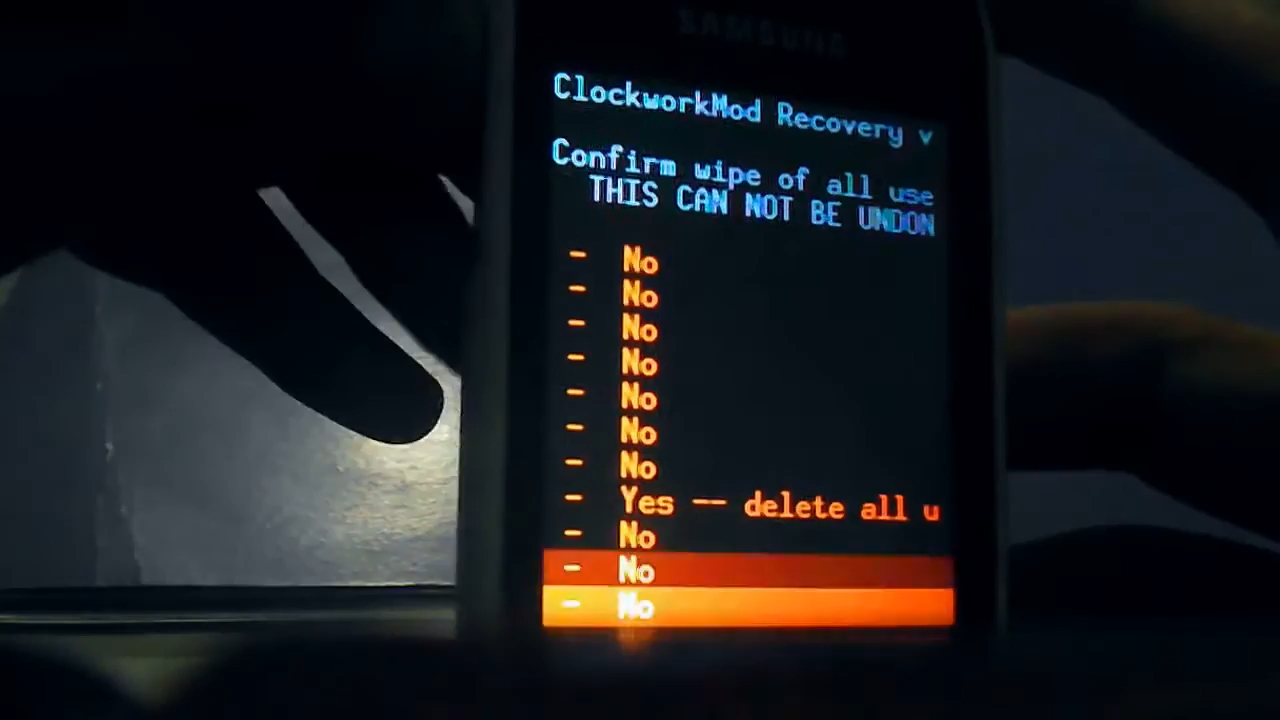 SAMSUNG
ClockworkMod Recovery v
Confirm wipe of all use
THIS CAN NOT BE UNDON
- No
- No
- No
- No
- No
- No
- No
- Yes -- delete all u
- No
- No
- No